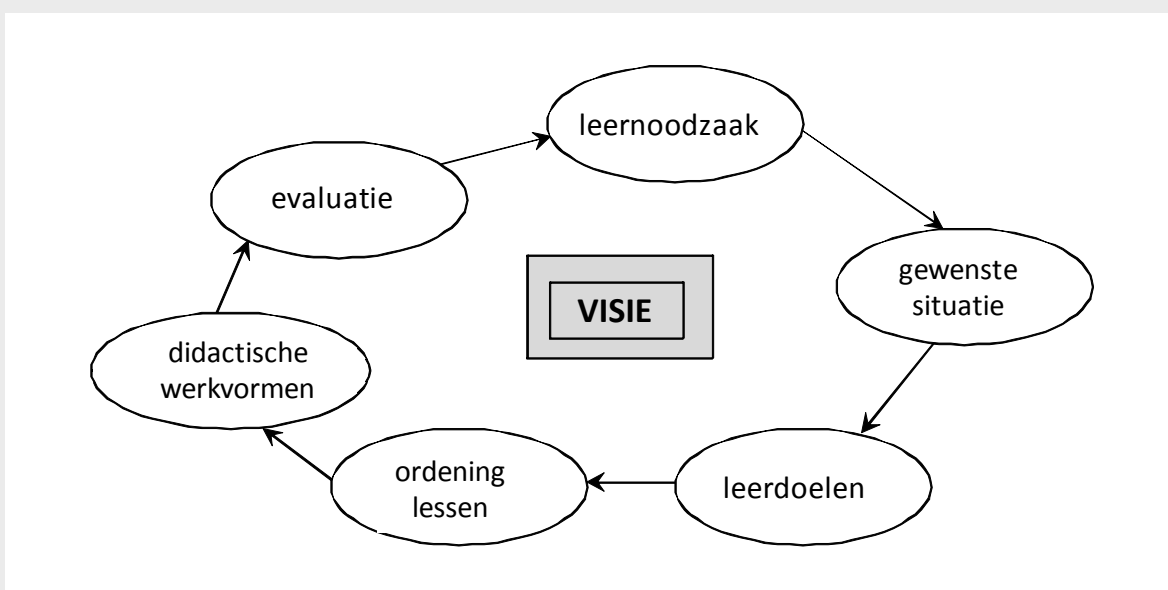 leernoodzaak
evaluatie
gewenste
situatie
VISIE
didactische
werkvormen
ordening
lessen
leerdoelen